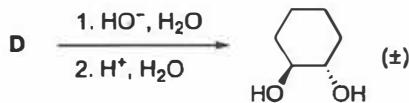 D
1. HO⁻, H₂O
2. H⁺, H₂O
HO
OH
(±)